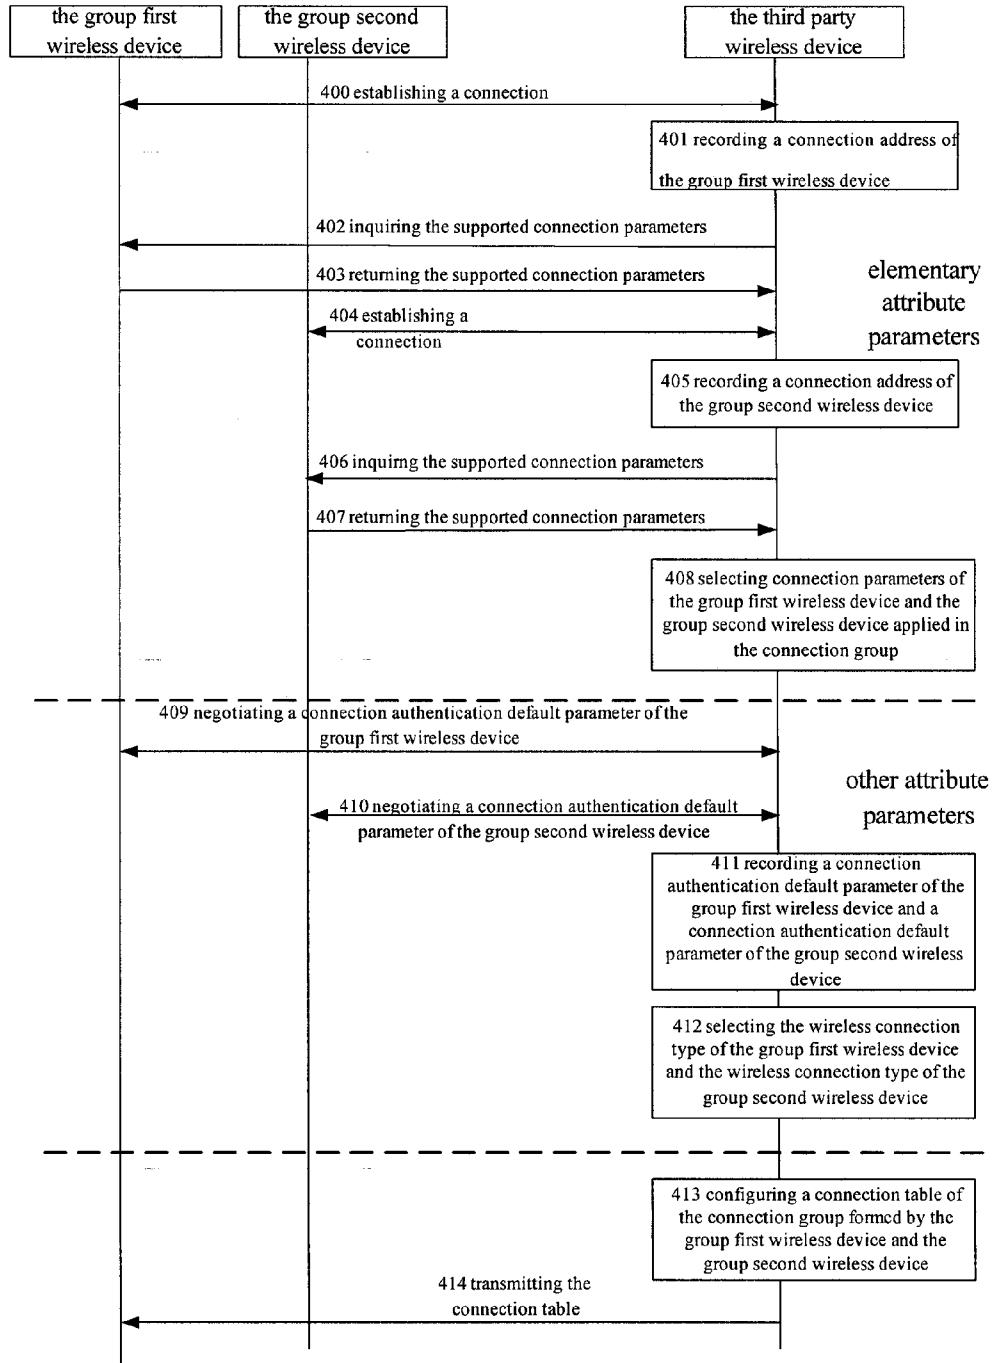 the group first
wireless device
the group second
wireless device
the third party
wireless device
400 establishing a connection
401 recording a connection address of
the group first wireless device
402 inquiring the supported connection parameters
403 returning the supported connection parameters
elementary
attribute
parameters
404 establishing a
connection
405 recording a connection address of
the group second wireless device
406 inquirng the supported connection parameters
407 returning the supported connection parameters
408 selecting connection parameters of
the group first wireless device and the
group second wireless device applied in
the connection group
409 negotiating a connection authentication default parameter of the
group first wireless device
other attribute
parameters
410 negotiating a connection authentication default
parameter of the group second wireless device
411 recording a connection
authentication default parameter of the
group first wireless device and a
connection authentication default
parameter of the group second wireless
device
412 selecting the wireless connection
type of the group first wireless device
and the wireless connection type of the
group second wireless device
413 configuring a connection table of
the connection group formed by the
group first wireless device and the
group second wireless device
414 transmitting the
connection table